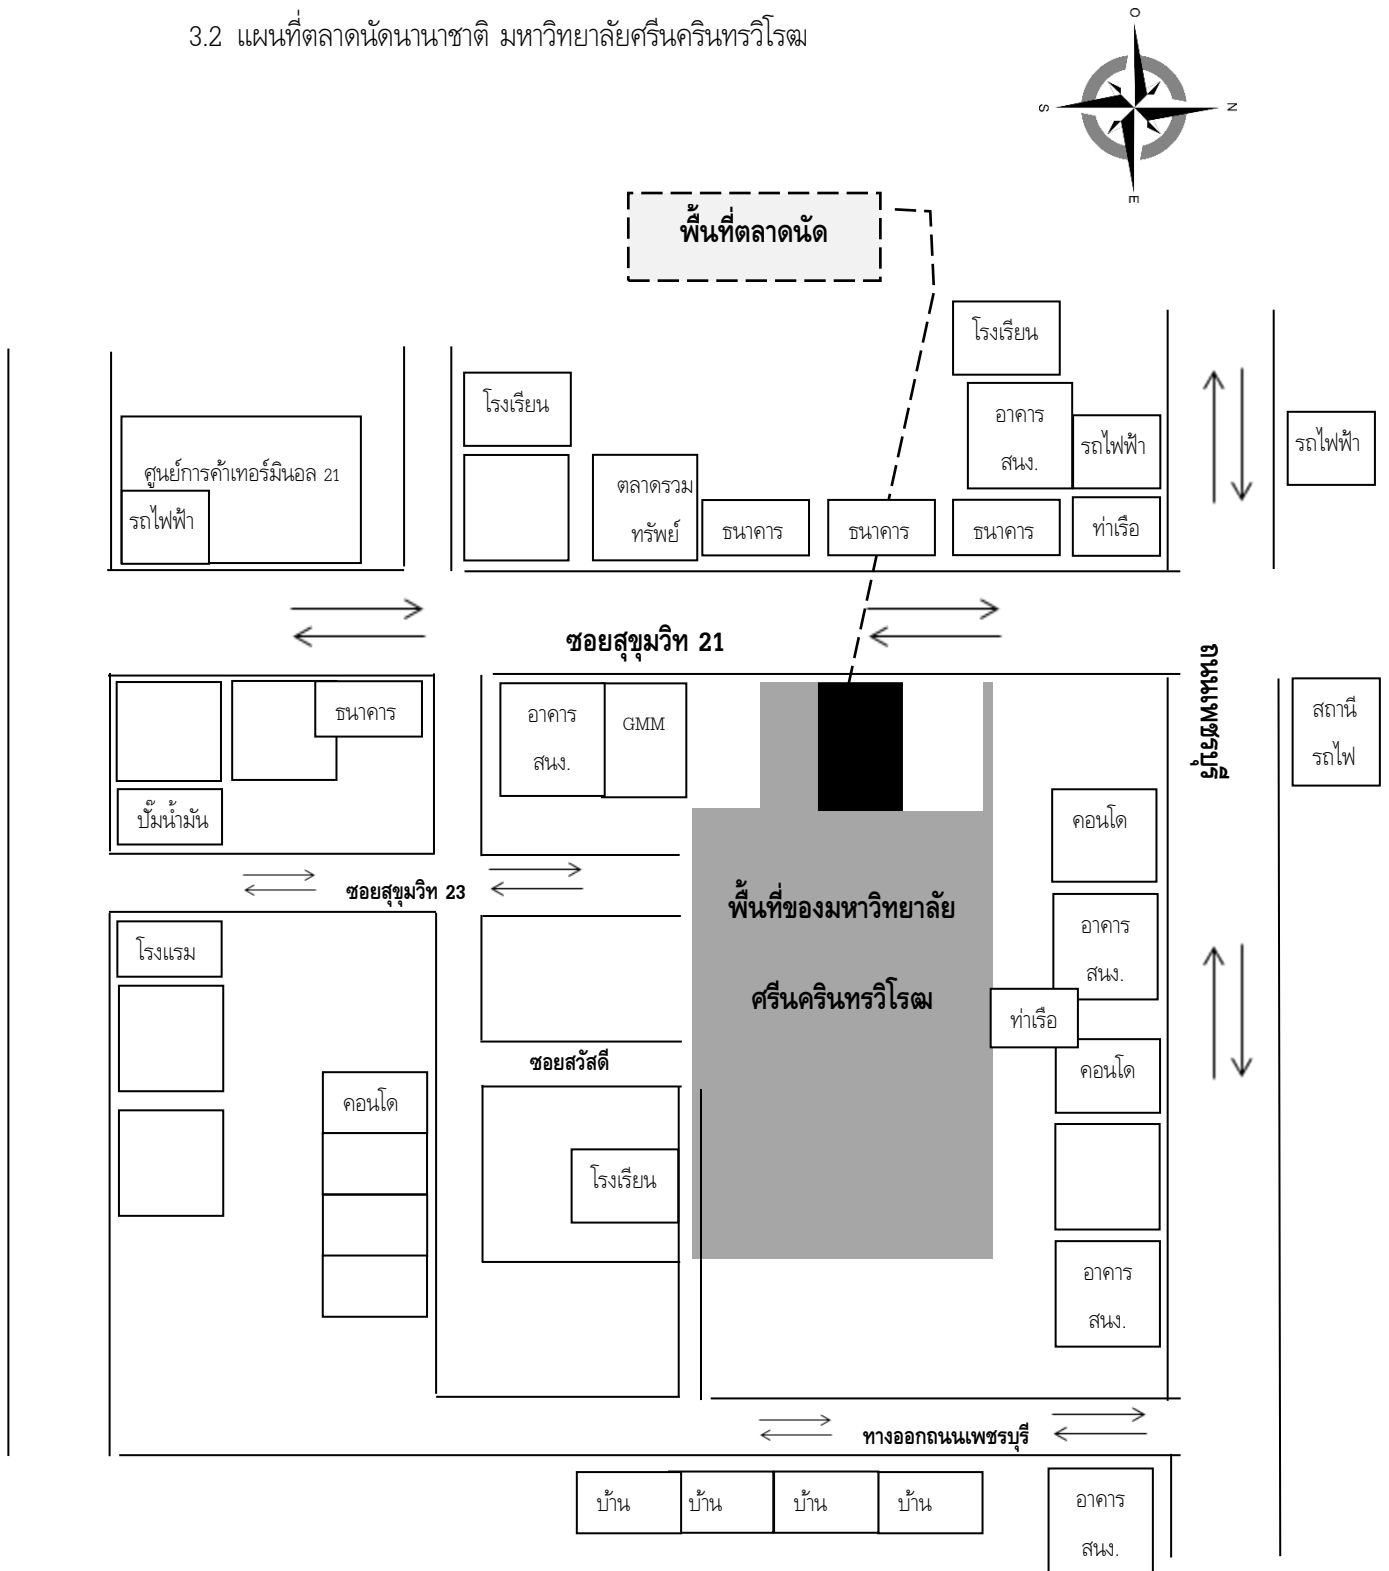 3.2 แผนที่ตลาดนัดนานาชาติ มหาวิทยาลัยศรีนครินทรวิโรฒ
O
S
N
E
พื้นที่ตลาดนัด
โรงเรียน
โรงเรียน
อาคาร
สนง.
รถไฟฟ้า
รถไฟฟ้า
ศูนย์การค้าเทอร์มินอล 21
รถไฟฟ้า
ตลาดรวม
ทรัพย์
ธนาคาร
ธนาคาร
ธนาคาร
ท่าเรือ
ซอยสุขุมวิท 21
ถนนเพชรบุรี
ธนาคาร
อาคาร
สนง.
GMM
สถานี
รถไฟ
ปั๊มน้ำมัน
คอนโด
ซอยสุขุมวิท 23
พื้นที่ของมหาวิทยาลัย
ศรีนครินทรวิโรฒ
โรงแรม
อาคาร
สนง.
ท่าเรือ
ซอยสวัสดี
คอนโด
คอนโด
โรงเรียน
อาคาร
สนง.
ทางออกถนนเพชรบุรี
บ้าน
บ้าน
บ้าน
บ้าน
อาคาร
สนง.